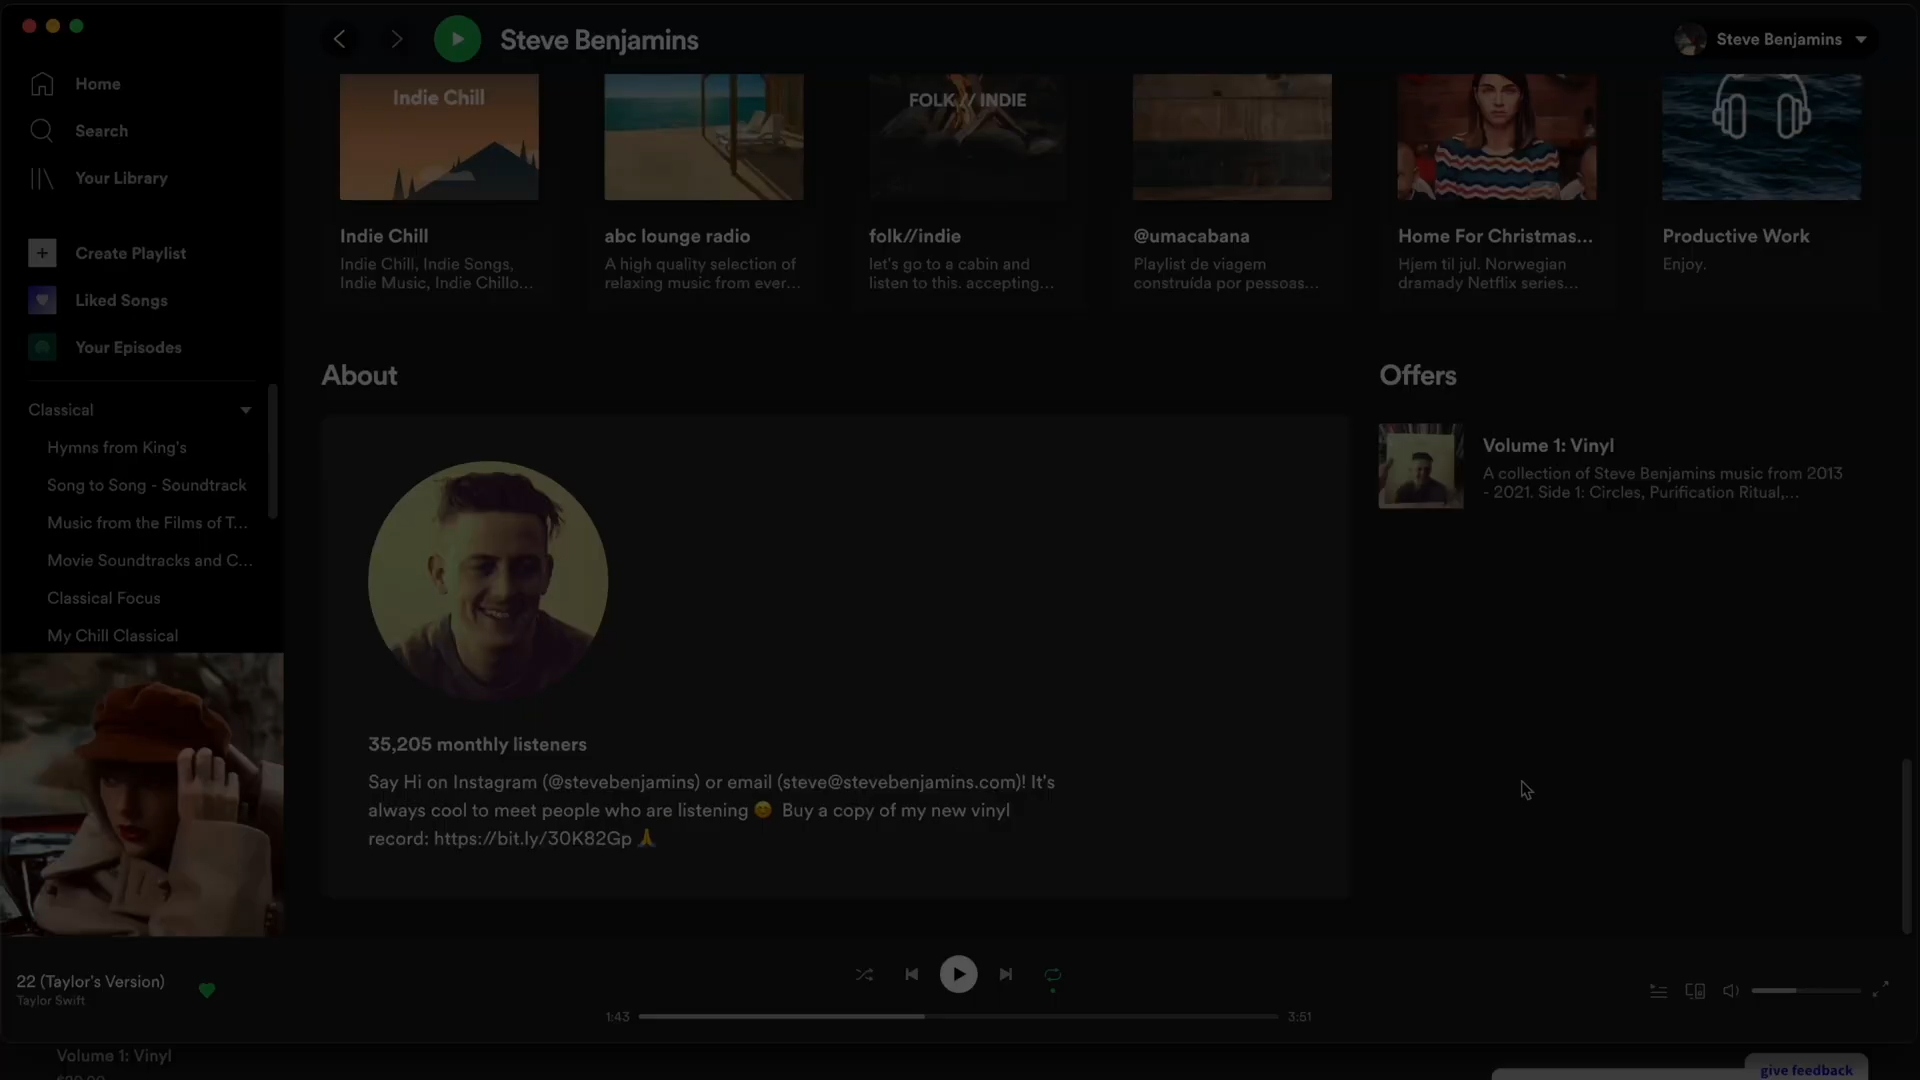 Steve Benjamins
Steve Benjamins
Home
Search
Your Library
Create Playlist
Liked Songs
Your Episodes
Classical
Hymns from King's
Song to Song - Soundtrack
Music from the Films of T...
Movie Soundtracks and C...
Classical Focus
My Chill Classical
Indie Chill
FOLK // INDIE
Indie Chill
Indie Chill, Indie Songs,
Indie Music, Indie Chillo...
abc lounge radio
A high quality selection of
relaxing music from ever...
folk//indie
let's go to a cabin and
listen to this. accepting...
@umacabana
Playlist de viagem
construída por pessoas...
Home For Christmas...
Hjem til jul. Norwegian
dramady Netflix series...
Productive Work
Enjoy.
About
35,205 monthly listeners
Say Hi on Instagram (@stevebenjamins) or email (steve@stevebenjamins.com)! It's
always cool to meet people who are listening 😊 Buy a copy of my new vinyl
record: https://bit.ly/30K82Gp 🙏
Offers
Volume 1: Vinyl
A collection of Steve Benjamins music from 2013
- 2021. Side 1: Circles, Purification Ritual,...
22 (Taylor's Version)
Taylor Swift
1:43
3:51
Volume 1: Vinyl
give feedback